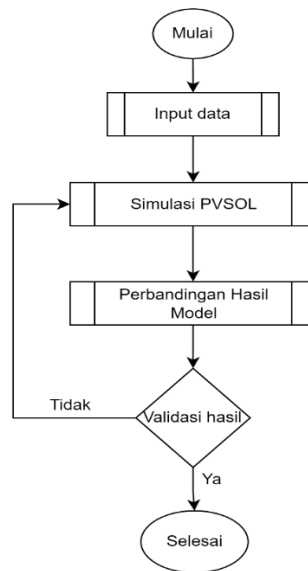 Mulai
Input data
Simulasi PVSOL
Perbandingan Hasil
Model
Tidak
Validasi hasil
Ya
Selesai